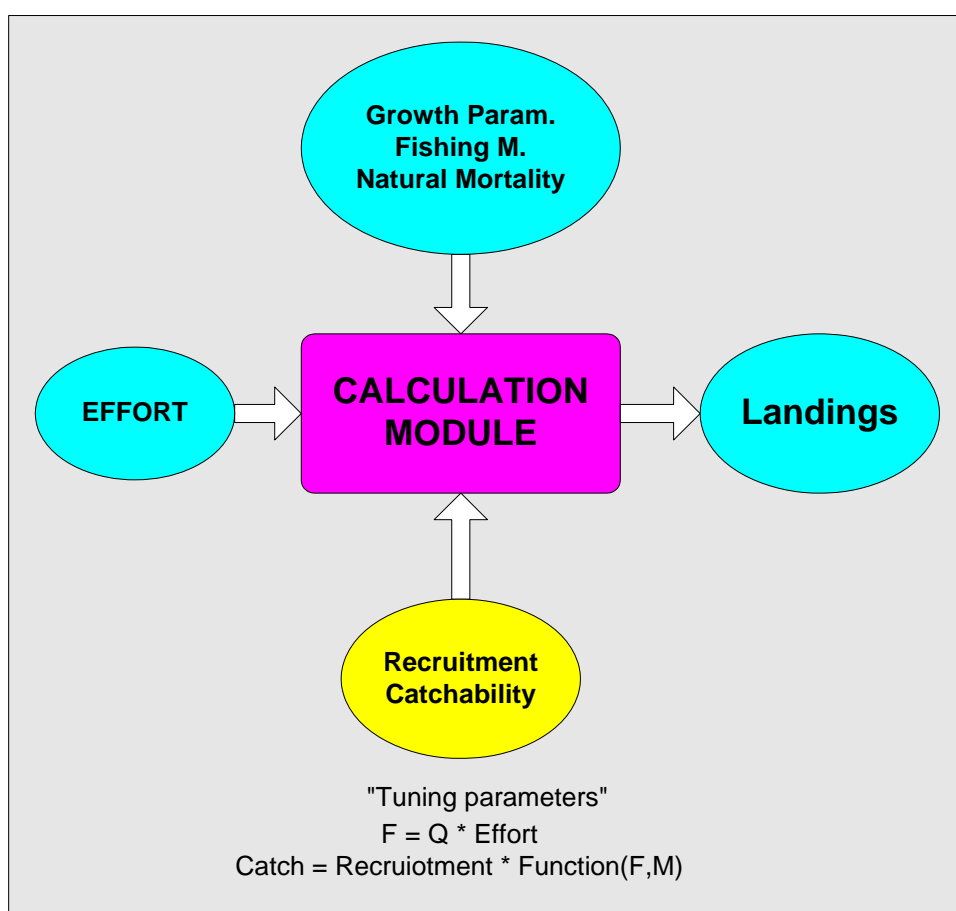 Growth Param.
Fishing M.
Natural Mortality
EFFORT
CALCULATION
MODULE
Landings
Recruitment
Catchability
"Tuning parameters"
F = Q * Effort
Catch = Recruiotment * Function(F,M)